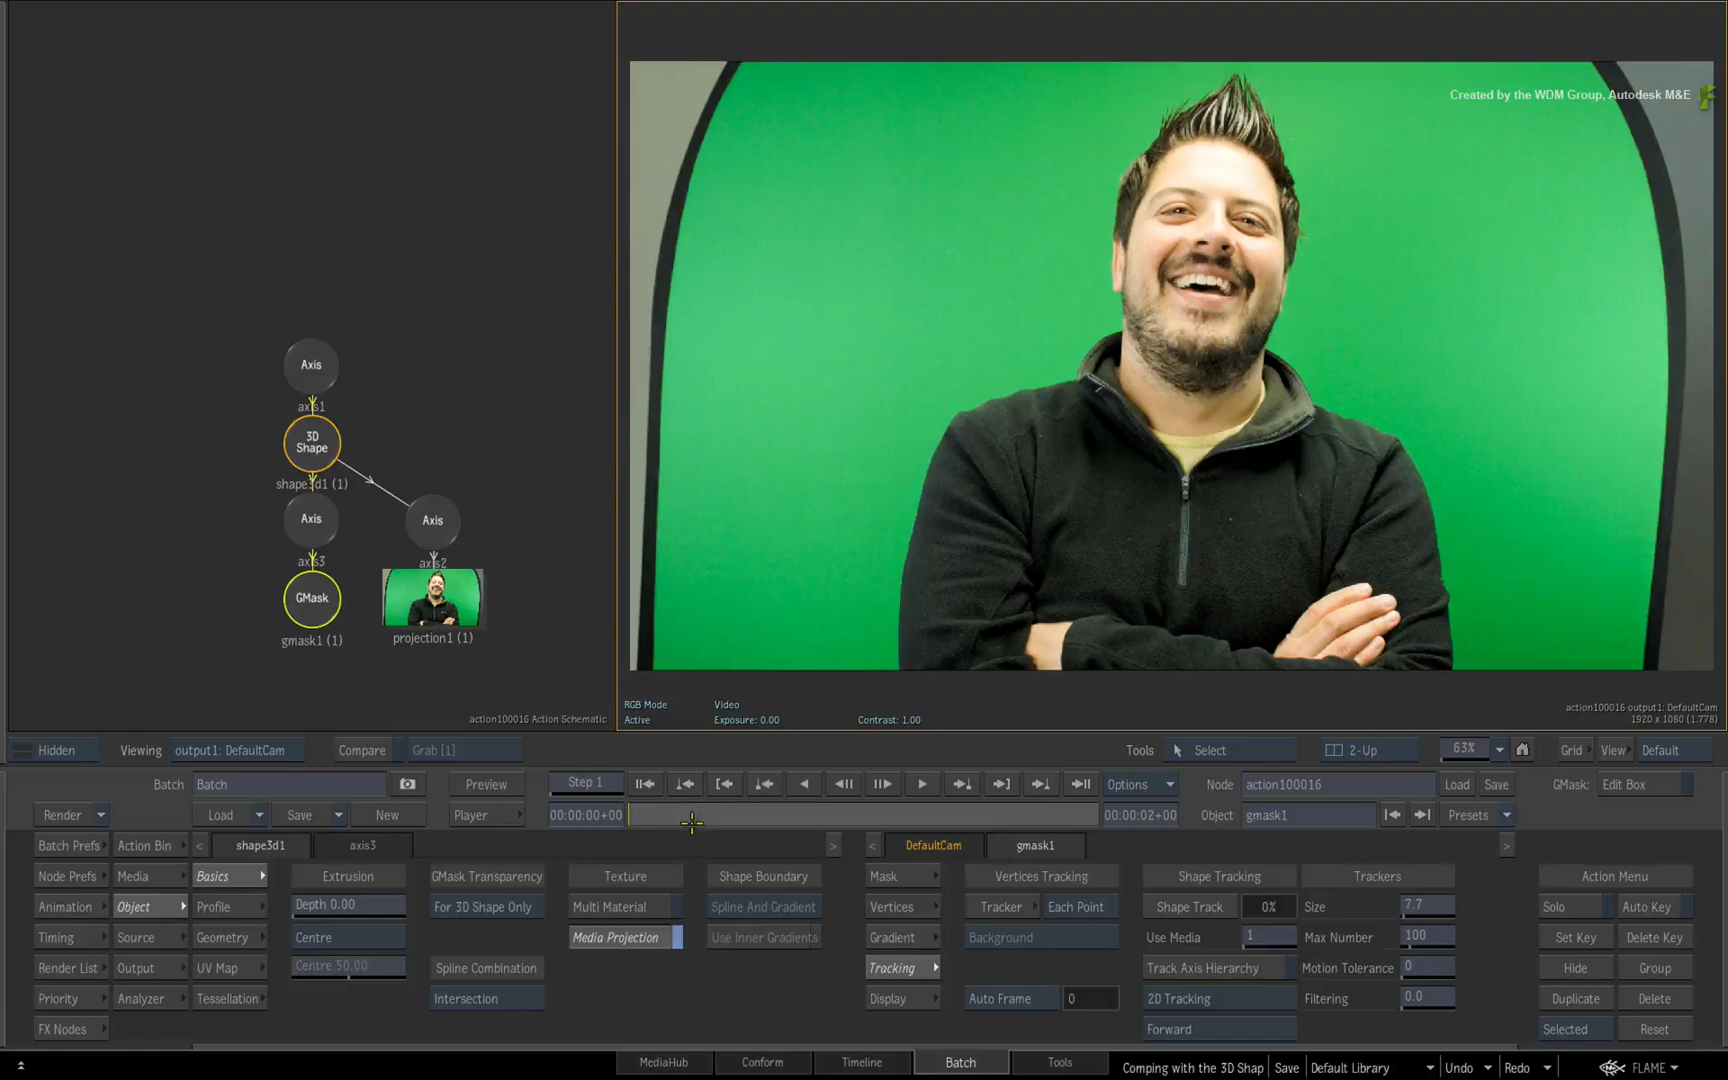 Created by the WDM Group, Autodesk M&E
Axis
axis1
3D
Shape
shape3d1 (1)
Axis
Axis
axis3
axis2
GMask
gmask1 (1)
projection1 (1)
RGB Mode
Video
Active
Exposure: 0.00
Contrast: 1.00
action100016 Action Schematic
action100016 output1: DefaultCam
1920 x 1080 (1.778)
Hidden
Viewing
output1: DefaultCam
Compare
Grab [1]
Tools
Select
2-Up
63%
Grid
View
Default
Batch
Batch
Preview
Step 1
Options
Node
action100016
Load
Save
GMask:
Edit Box
Render
Load
Save
New
Player
00:00:00+00
00:00:02+00
Object
gmask1
Presets
Batch Prefs
Action Bin
<
shape3d1
axis3
>
<
DefaultCam
gmask1
>
Node Prefs
Media
Basics
Extrusion
GMask Transparency
Texture
Shape Boundary
Mask
Vertices Tracking
Shape Tracking
Trackers
Action Menu
Animation
Object
Profile
Depth 0.00
For 3D Shape Only
Multi Material
Spline And Gradient
Vertices
Tracker
Each Point
Shape Track
0%
Size
7.7
Solo
Auto Key
Timing
Source
Geometry
Centre
Media Projection
Use Inner Gradients
Gradient
Background
Use Media
1
Max Number
100
Set Key
Delete Key
Render List
Output
UV Map
Centre 50.00
Spline Combination
Tracking
Track Axis Hierarchy
Motion Tolerance
0
Hide
Group
Priority
Analyzer
Tessellation
Intersection
Display
Auto Frame
0
2D Tracking
Filtering
0.0
Duplicate
Delete
FX Nodes
Forward
Selected
Reset
MediaHub
Conform
Timeline
Batch
Tools
Comping with the 3D Shap
Save
Default Library
Undo
Redo
FLAME